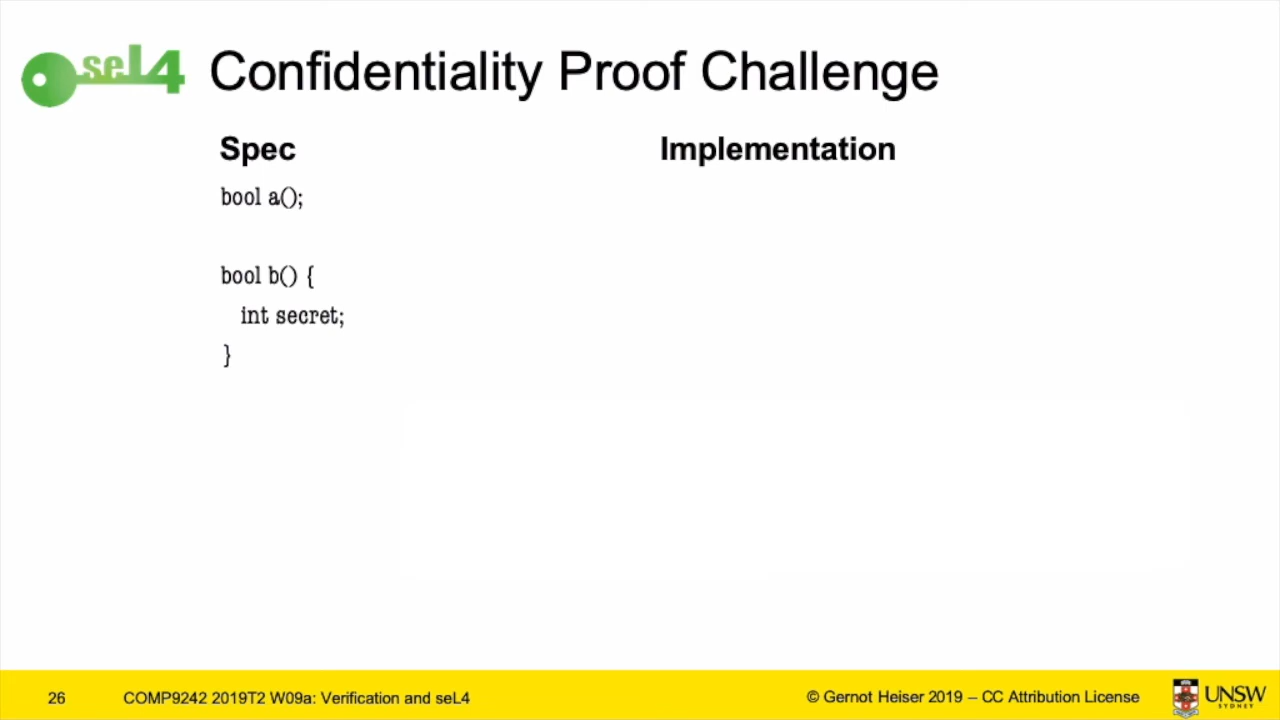 seL4 Confidentiality Proof Challenge
Spec Implementation
bool a();
bool b() {
int secret;
}
26 COMP9242 2019T2 W09a: Verification and seL4 © Gernot Heiser 2019 – CC Attribution License UNSW
SYDNEY